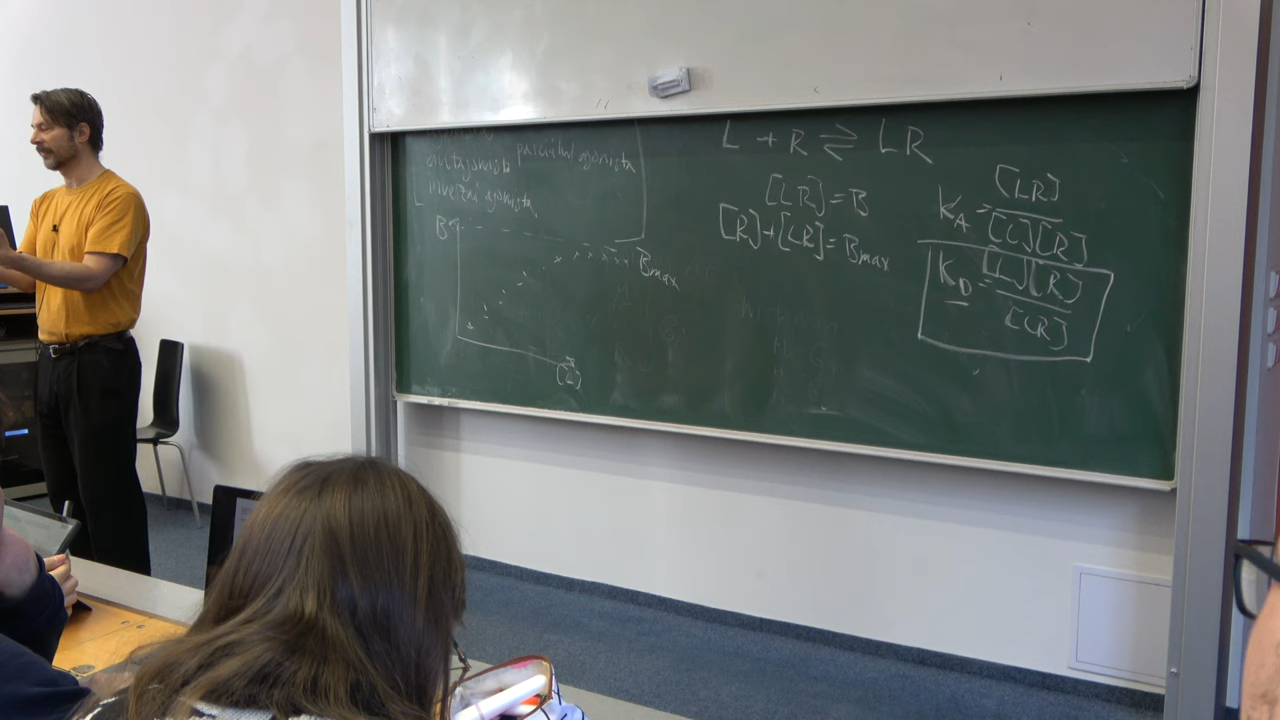 parciální agonista
inverzní agonista
B
Bmax
[L]
L + R ⇌ LR
[LR] = B
[R] + [LR] = Bmax
KA = [LR] / [L][R]
KD = [L][R] / [LR]